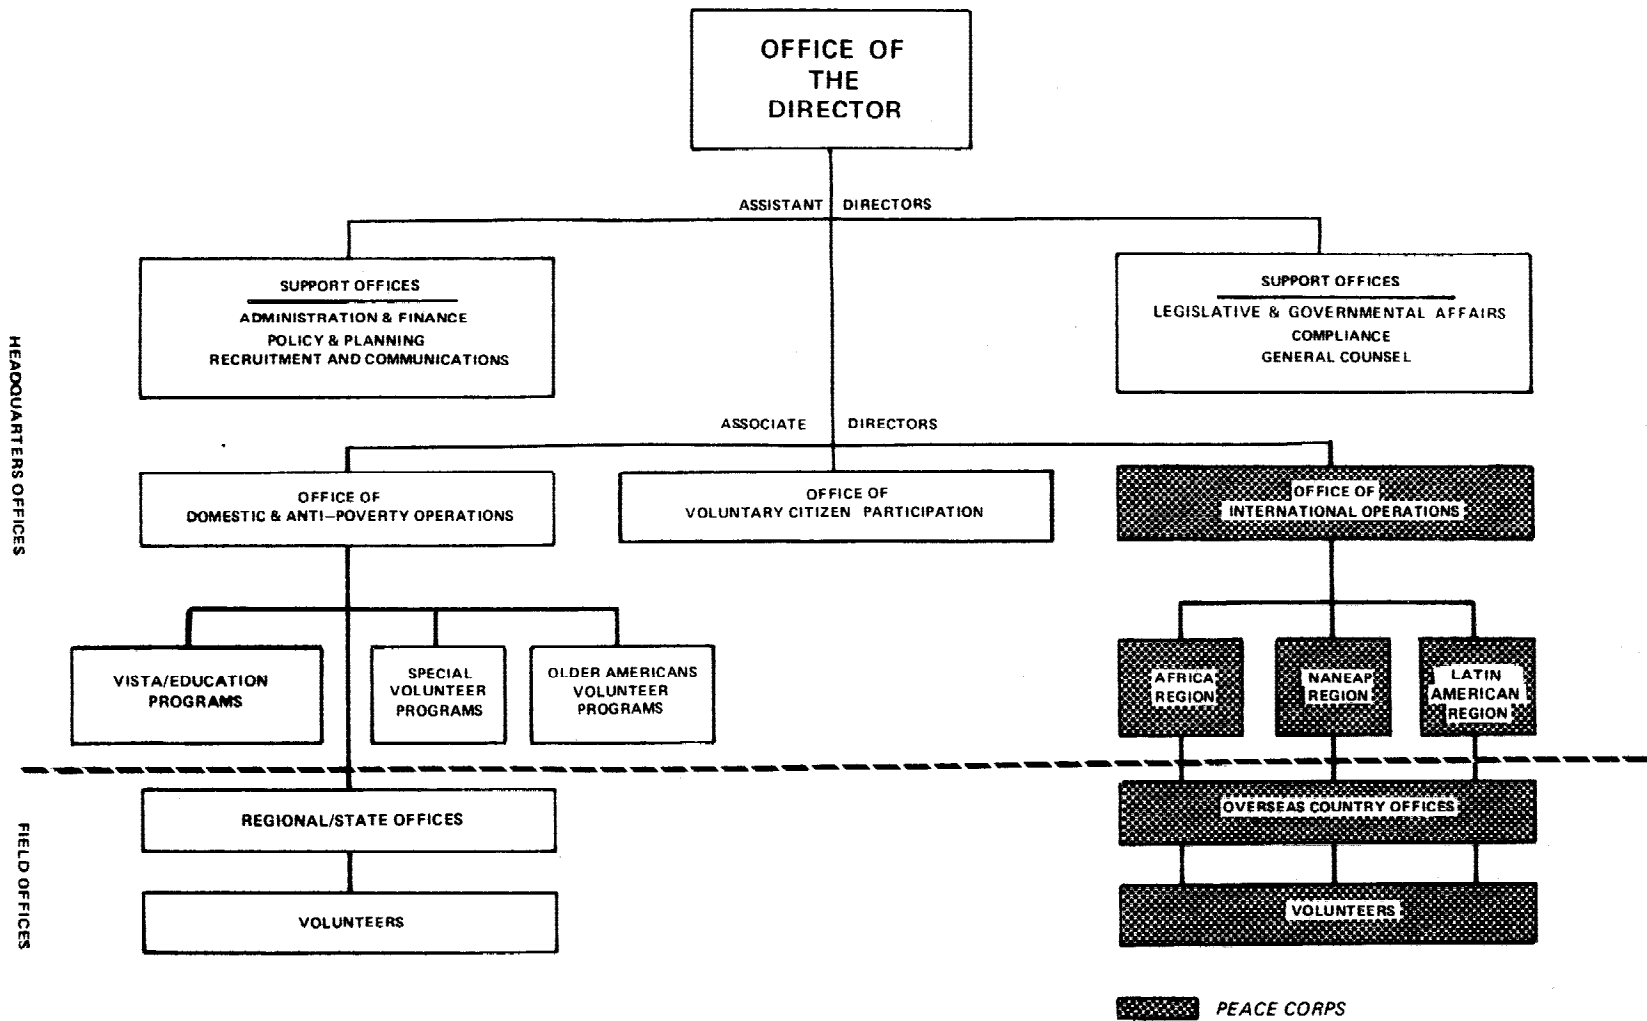 OFFICE OF
THE
DIRECTOR
ASSISTANT DIRECTORS
SUPPORT OFFICES
ADMINISTRATION & FINANCE
POLICY & PLANNING
RECRUITMENT AND COMMUNICATIONS
SUPPORT OFFICES
LEGISLATIVE & GOVERNMENTAL AFFAIRS
COMPLIANCE
GENERAL COUNSEL
HEADQUARTERS OFFICES
ASSOCIATE DIRECTORS
OFFICE OF
DOMESTIC & ANTI-POVERTY OPERATIONS
OFFICE OF
VOLUNTARY CITIZEN PARTICIPATION
OFFICE OF
INTERNATIONAL OPERATIONS
VISTA/EDUCATION
PROGRAMS
SPECIAL
VOLUNTEER
PROGRAMS
OLDER AMERICANS
VOLUNTEER
PROGRAMS
AFRICA
REGION
NANEAP
REGION
LATIN
AMERICAN
REGION
FIELD OFFICES
REGIONAL/STATE OFFICES
OVERSEAS COUNTRY OFFICES
VOLUNTEERS
VOLUNTEERS
PEACE CORPS